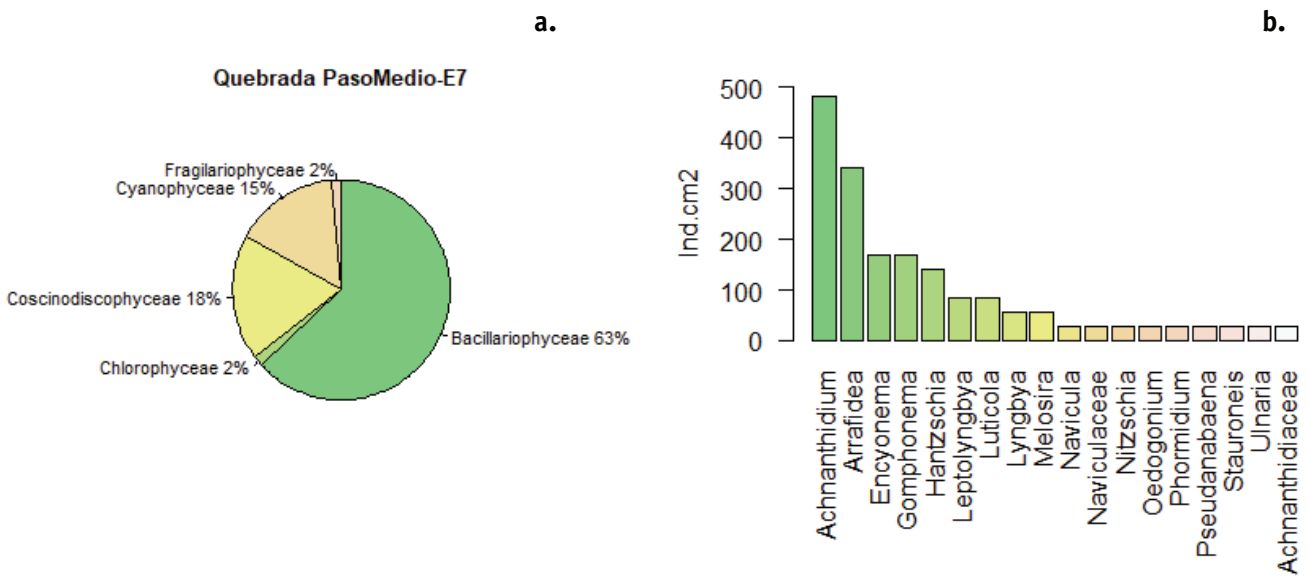 a.
Quebrada PasoMedio-E7
Fragilariophyceae 2%
Cyanophyceae 15%
Coscinodiscophyceae 18%
Chlorophyceae 2%
Bacillariophyceae 63%
b.
Ind.cm2
500
400
300
200
100
0
Achnanthidium
Arrafidea
Encyonema
Gomphonema
Hantzschia
Leptolyngbya
Luticola
Lyngbya
Melosira
Navicula
Naviculaceae
Nitzschia
Oedogonium
Phormidium
Pseudanabaena
Stauroneis
Ulnaria
Achnanthidiaceae